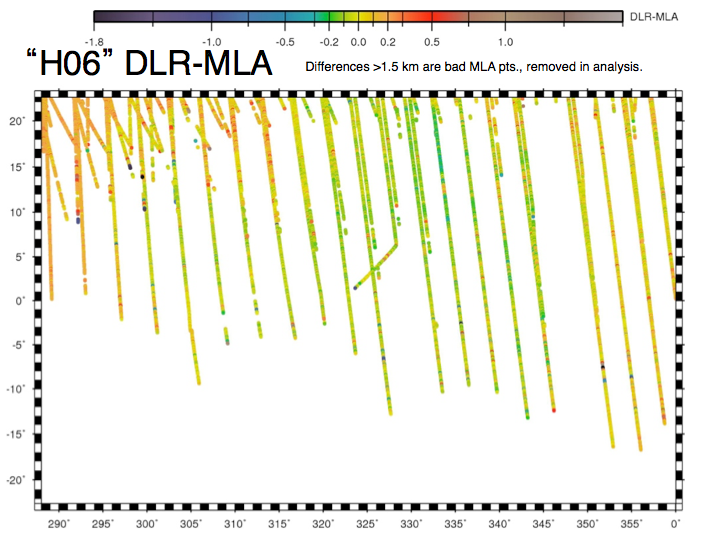 DLR-MLA
-1.8 -1.0 -0.5 -0.2 0.0 0.2 0.5 1.0
“H06” DLR-MLA
Differences >1.5 km are bad MLA pts., removed in analysis.
20˚
15˚
10˚
5˚
0˚
-5˚
-10˚
-15˚
-20˚
290˚ 295˚ 300˚ 305˚ 310˚ 315˚ 320˚ 325˚ 330˚ 335˚ 340˚ 345˚ 350˚ 355˚ 0˚